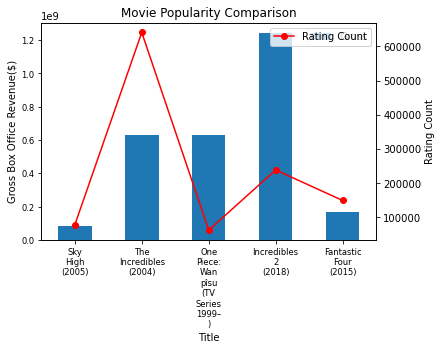 Movie Popularity Comparison
1e9
Rating Count
1.2
1.0
0.8
0.6
0.4
0.2
0.0
Gross Box Office Revenue($)
600000
500000
400000
300000
200000
100000
Rating Count
Sky
High
(2005)
The
Incredibles
(2004)
One
Piece:
Wan
pîsu
(TV
Series
1999–
)
Incredibles
2
(2018)
Fantastic
Four
(2015)
Title